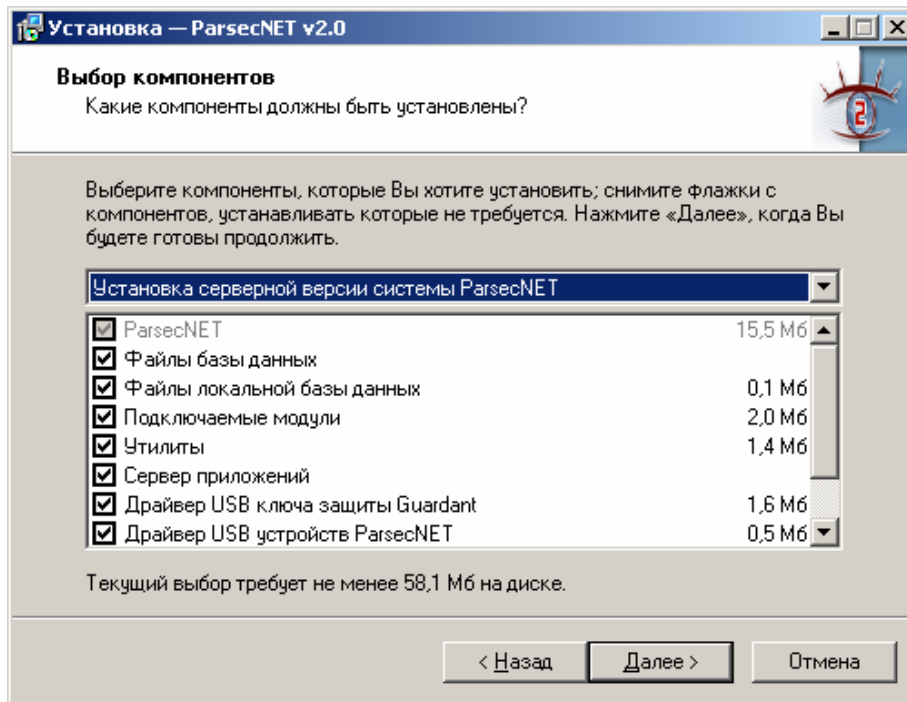 Установка — ParsecNET v2.0
Выбор компонентов
Какие компоненты должны быть установлены?
2
Выберите компоненты, которые Вы хотите установить; снимите флажки с
компонентов, устанавливать которые не требуется. Нажмите «Далее», когда Вы
будете готовы продолжить.
Установка серверной версии системы ParsecNET
ParsecNET 15,5 Мб
Файлы базы данных
Файлы локальной базы данных 0,1 Мб
Подключаемые модули 2,0 Мб
Утилиты 1,4 Мб
Сервер приложений
Драйвер USB ключа защиты Guardant 1,6 Мб
Драйвер USB устройств ParsecNET 0,5 Мб
Текущий выбор требует не менее 58,1 Мб на диске.
< Назад Далее > Отмена